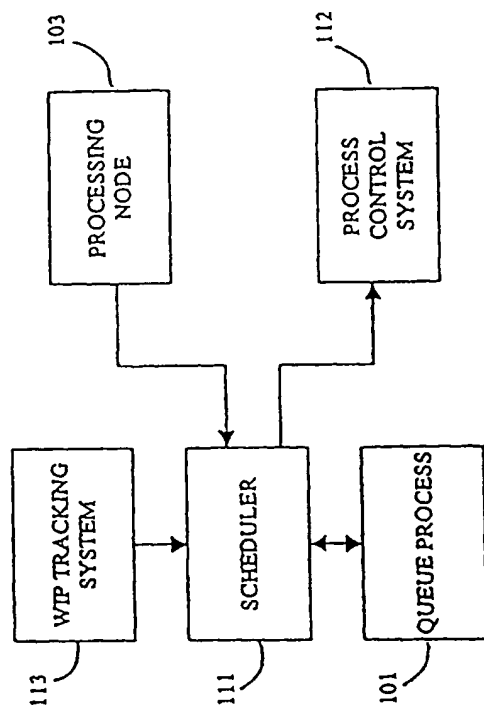 103
PROCESSING
NODE
112
PROCESS
CONTROL
SYSTEM
WIP TRACKING
SYSTEM
113
SCHEDULER
111
QUEUE PROCESS
101